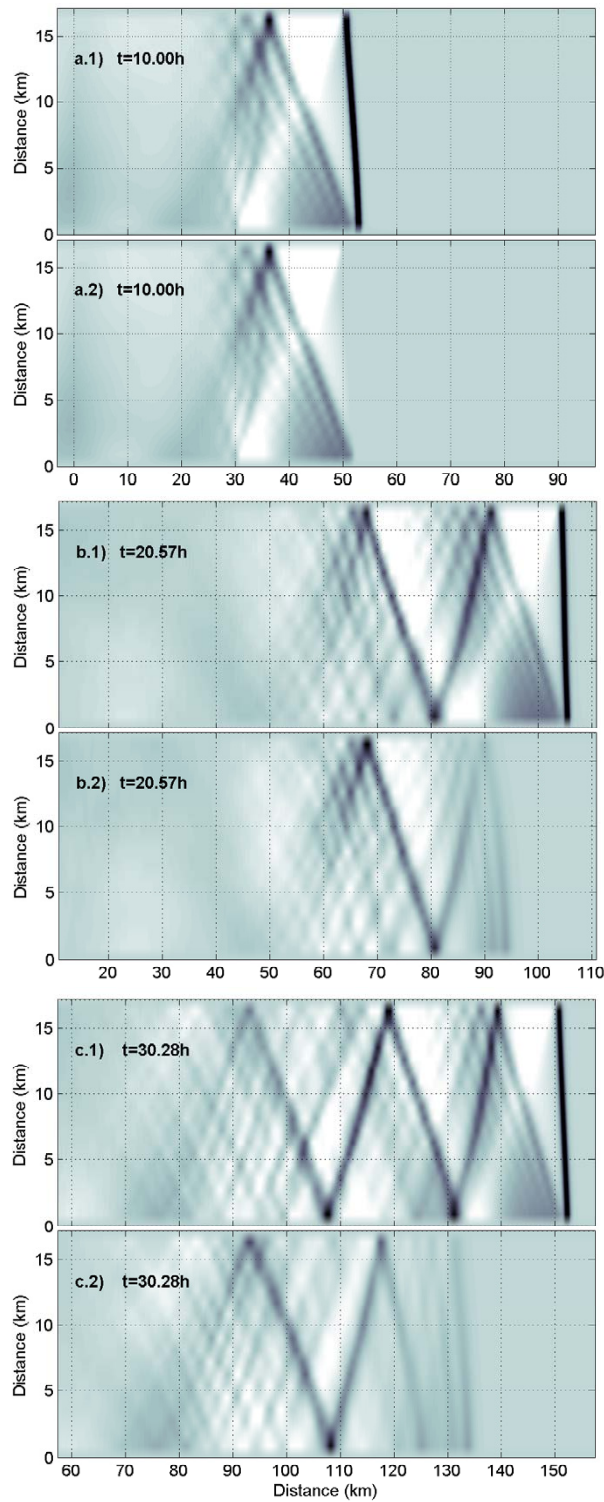 15
10
5
0
Distance (km)
a.1) t=10.00h
15
10
5
0
Distance (km)
a.2) t=10.00h
0 10 20 30 40 50 60 70 80 90
15
10
5
0
Distance (km)
b.1) t=20.57h
15
10
5
0
Distance (km)
b.2) t=20.57h
20 30 40 50 60 70 80 90 100 110
15
10
5
0
Distance (km)
c.1) t=30.28h
15
10
5
0
Distance (km)
c.2) t=30.28h
60 70 80 90 100 110 120 130 140 150
Distance (km)